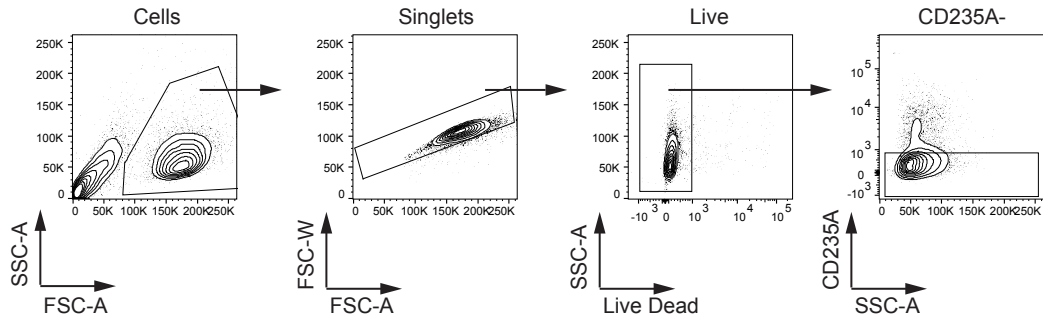 Cells
Singlets
Live
CD235A-
250K
200K
150K
100K
50K
0
0 50K 100K 150K 200K 250K
SSC-A
FSC-A
250K
200K
150K
100K
50K
0
0 50K 100K 150K 200K 250K
FSC-W
FSC-A
250K
200K
150K
100K
50K
0
-10 3 0 10 3 10 4 10 5
SSC-A
Live Dead
10 5
10 4
10 3
0
-10 3
0 50K 100K 150K 200K 250K
CD235A
SSC-A